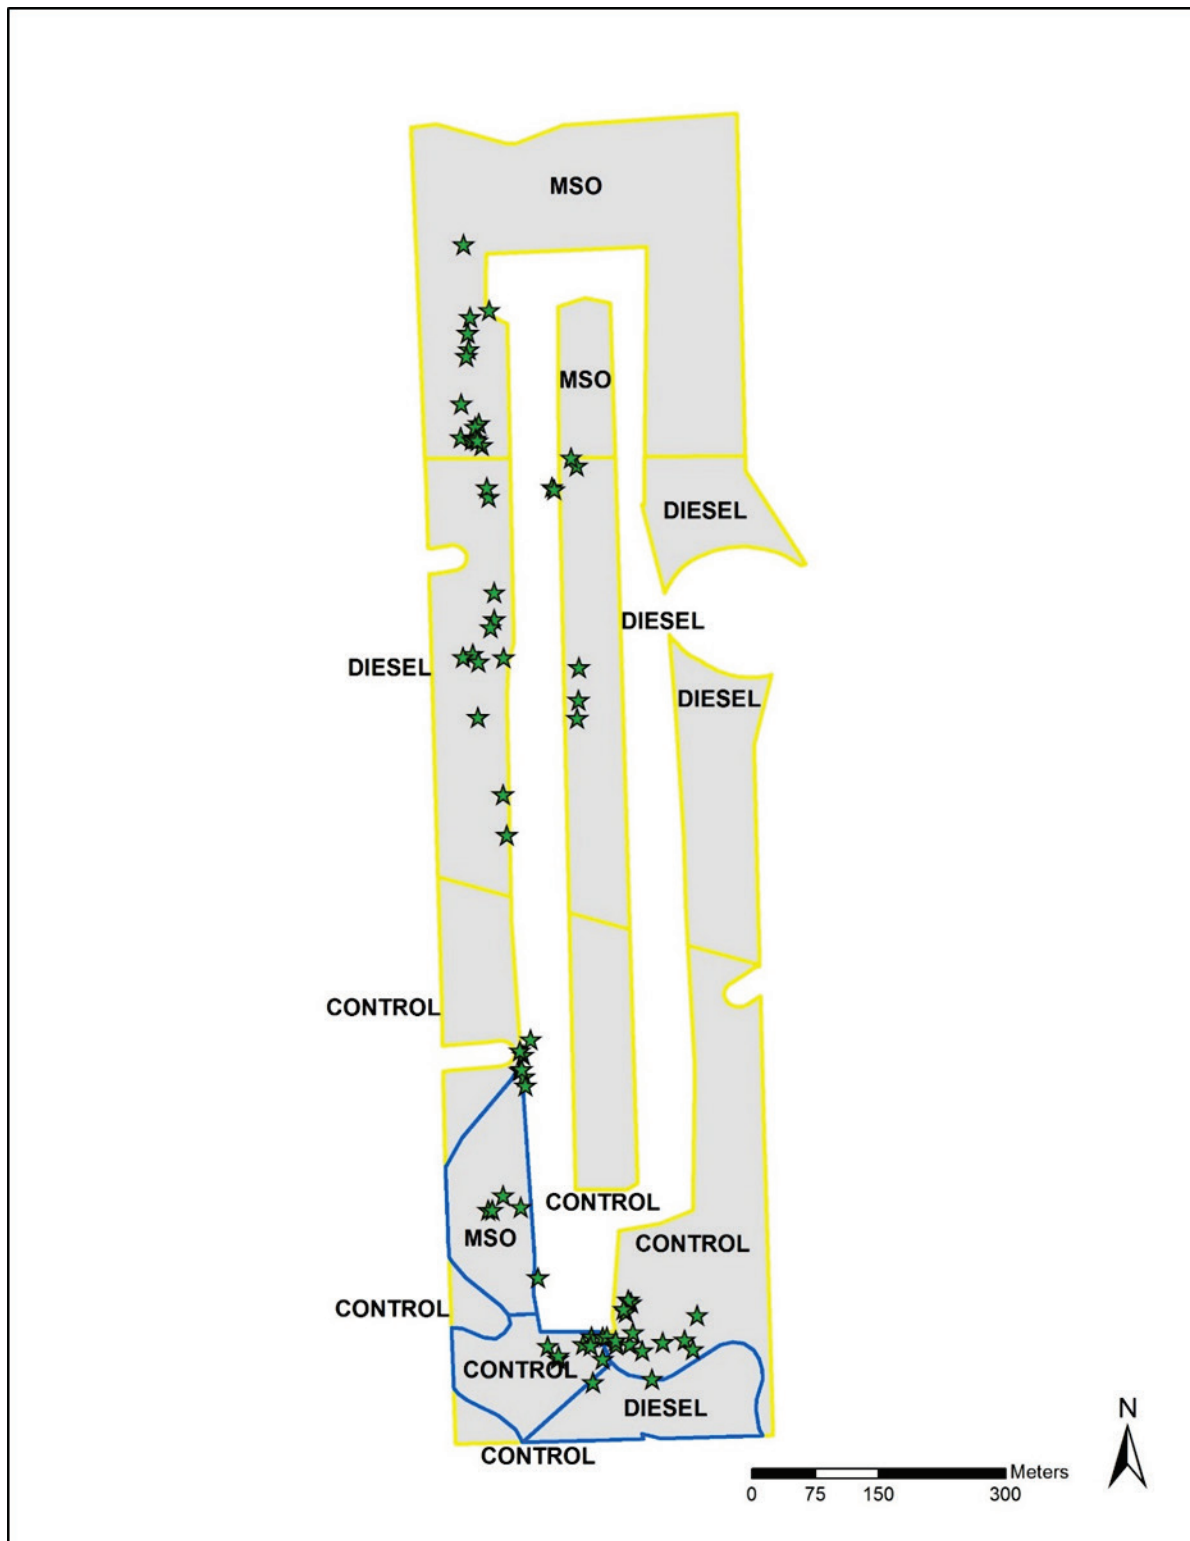 MSO
MSO
DIESEL
DIESEL
DIESEL
DIESEL
CONTROL
CONTROL
MSO
CONTROL
CONTROL
CONTROL
DIESEL
CONTROL
N
Meters
0 75 150 300